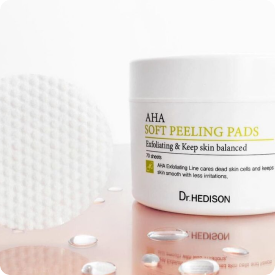 AHA
SOFT PEELING PADS
Exfoliating & Keep skin balanced
70 sheets
AHA Exfoliating Line cares dead skin cells and keeps
skin smooth with less irritations.
Dr.HEDISON